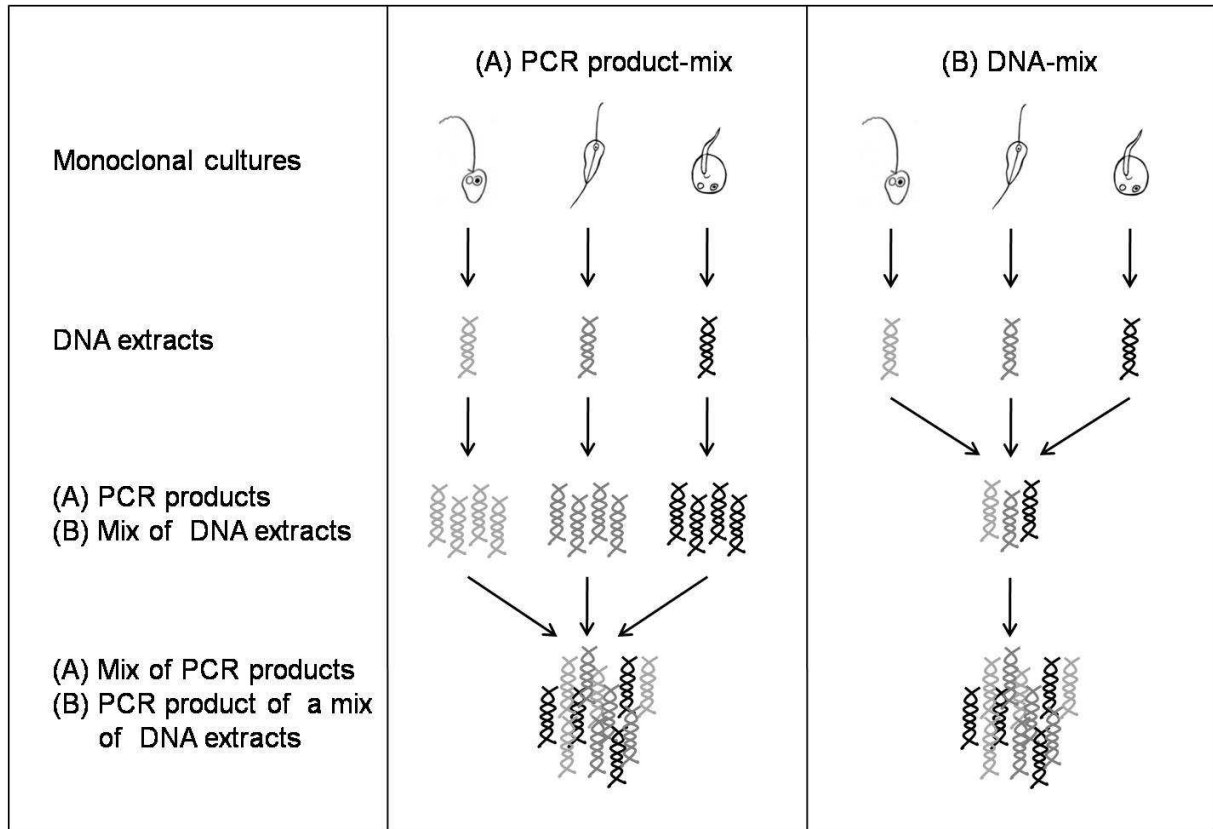 (A) PCR product-mix
(B) DNA-mix
Monoclonal cultures
DNA extracts
(A) PCR products
(B) Mix of DNA extracts
(A) Mix of PCR products
(B) PCR product of a mix
of DNA extracts